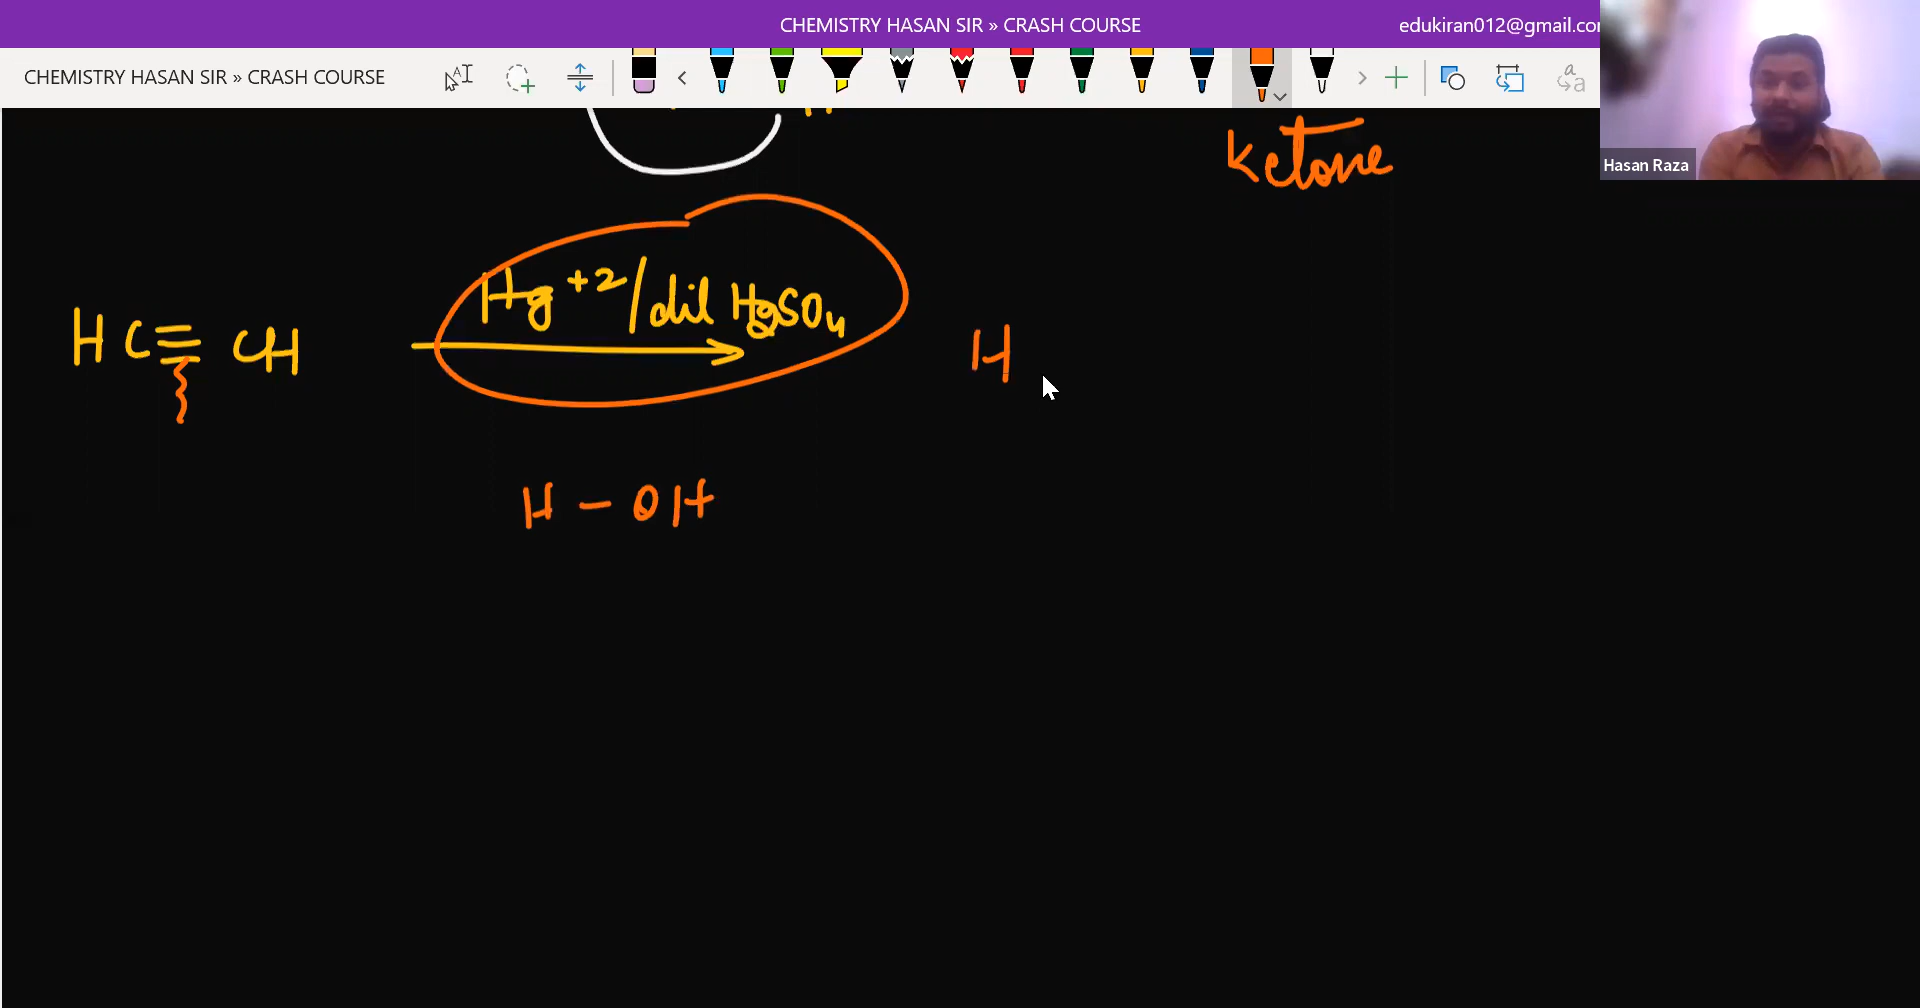 CHEMISTRY HASAN SIR » CRASH COURSE
edukiran012@gmail.co
CHEMISTRY HASAN SIR » CRASH COURSE
Hasan Raza
Ketone
Hg+2/dil H2SO4
HC≡CH
H
H-OH